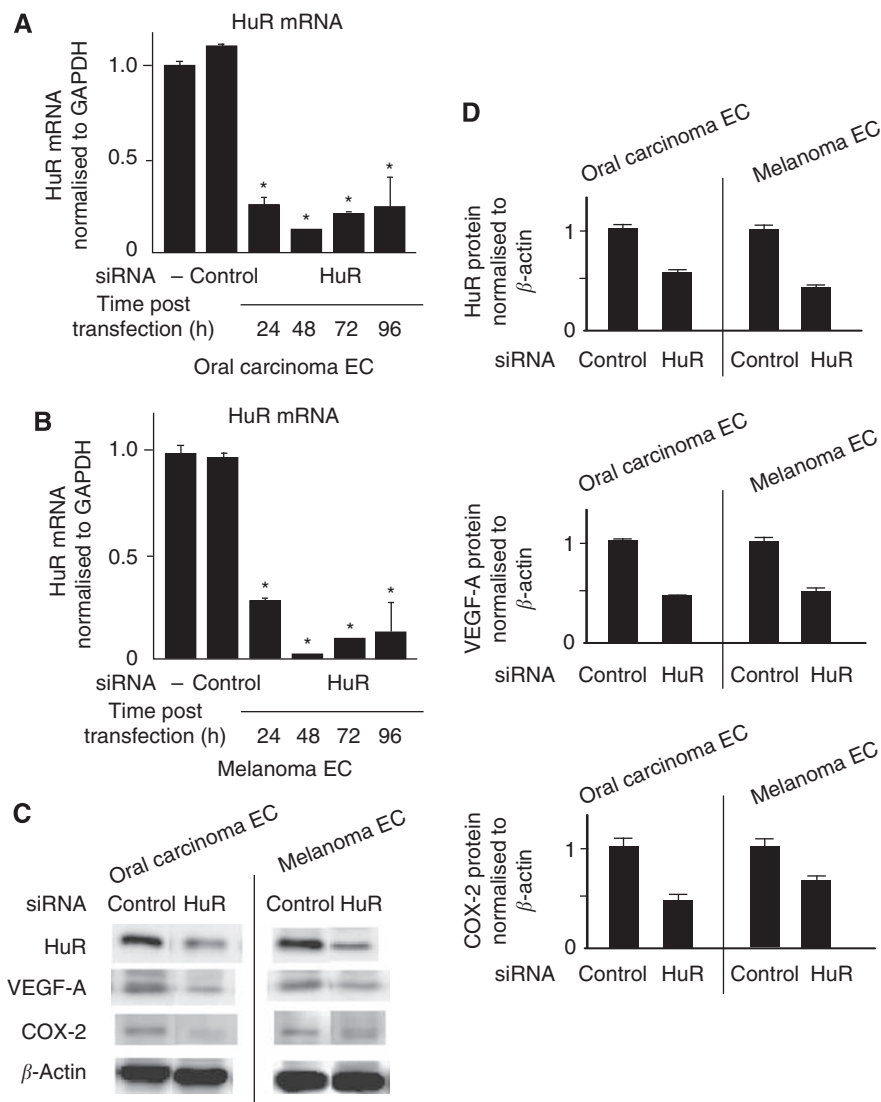 A
HuR mRNA
HuR mRNA
normalised to GAPDH
1.0
0.5
0
*
*
*
*
siRNA – Control HuR
Time post
transfection (h) 24 48 72 96
Oral carcinoma EC
B
HuR mRNA
HuR mRNA
normalised to GAPDH
1.0
0.5
0
*
*
*
*
siRNA – Control HuR
Time post
transfection (h) 24 48 72 96
Melanoma EC
C
Oral carcinoma EC
Melanoma EC
siRNA Control HuR Control HuR
HuR
VEGF-A
COX-2
β-Actin
D
Oral carcinoma EC
Melanoma EC
HuR protein
normalised to
β-actin
1
0
siRNA Control HuR Control HuR
Oral carcinoma EC
Melanoma EC
VEGF-A protein
normalised to
β-actin
1
0
siRNA Control HuR Control HuR
Oral carcinoma EC
Melanoma EC
COX-2 protein
normalised to
β-actin
1
0
siRNA Control HuR Control HuR